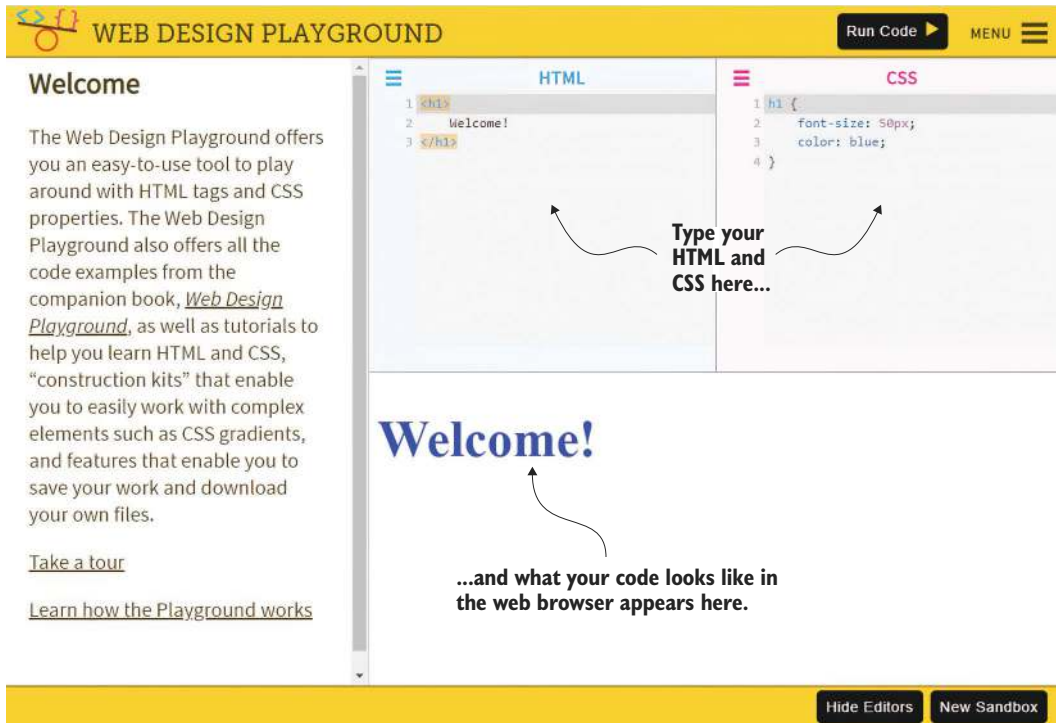 <> {}
WEB DESIGN PLAYGROUND
Run Code
MENU
Welcome
The Web Design Playground offers
you an easy-to-use tool to play
around with HTML tags and CSS
properties. The Web Design
Playground also offers all the
code examples from the
companion book, Web Design
Playground, as well as tutorials to
help you learn HTML and CSS,
“construction kits” that enable
you to easily work with complex
elements such as CSS gradients,
and features that enable you to
save your work and download
your own files.
Take a tour
Learn how the Playground works
HTML
1 <h1>
2 Welcome!
3 </h1>
CSS
1 h1 {
2 font-size: 50px;
3 color: blue;
4 }
Type your
HTML and
CSS here...
Welcome!
...and what your code looks like in
the web browser appears here.
Hide Editors
New Sandbox